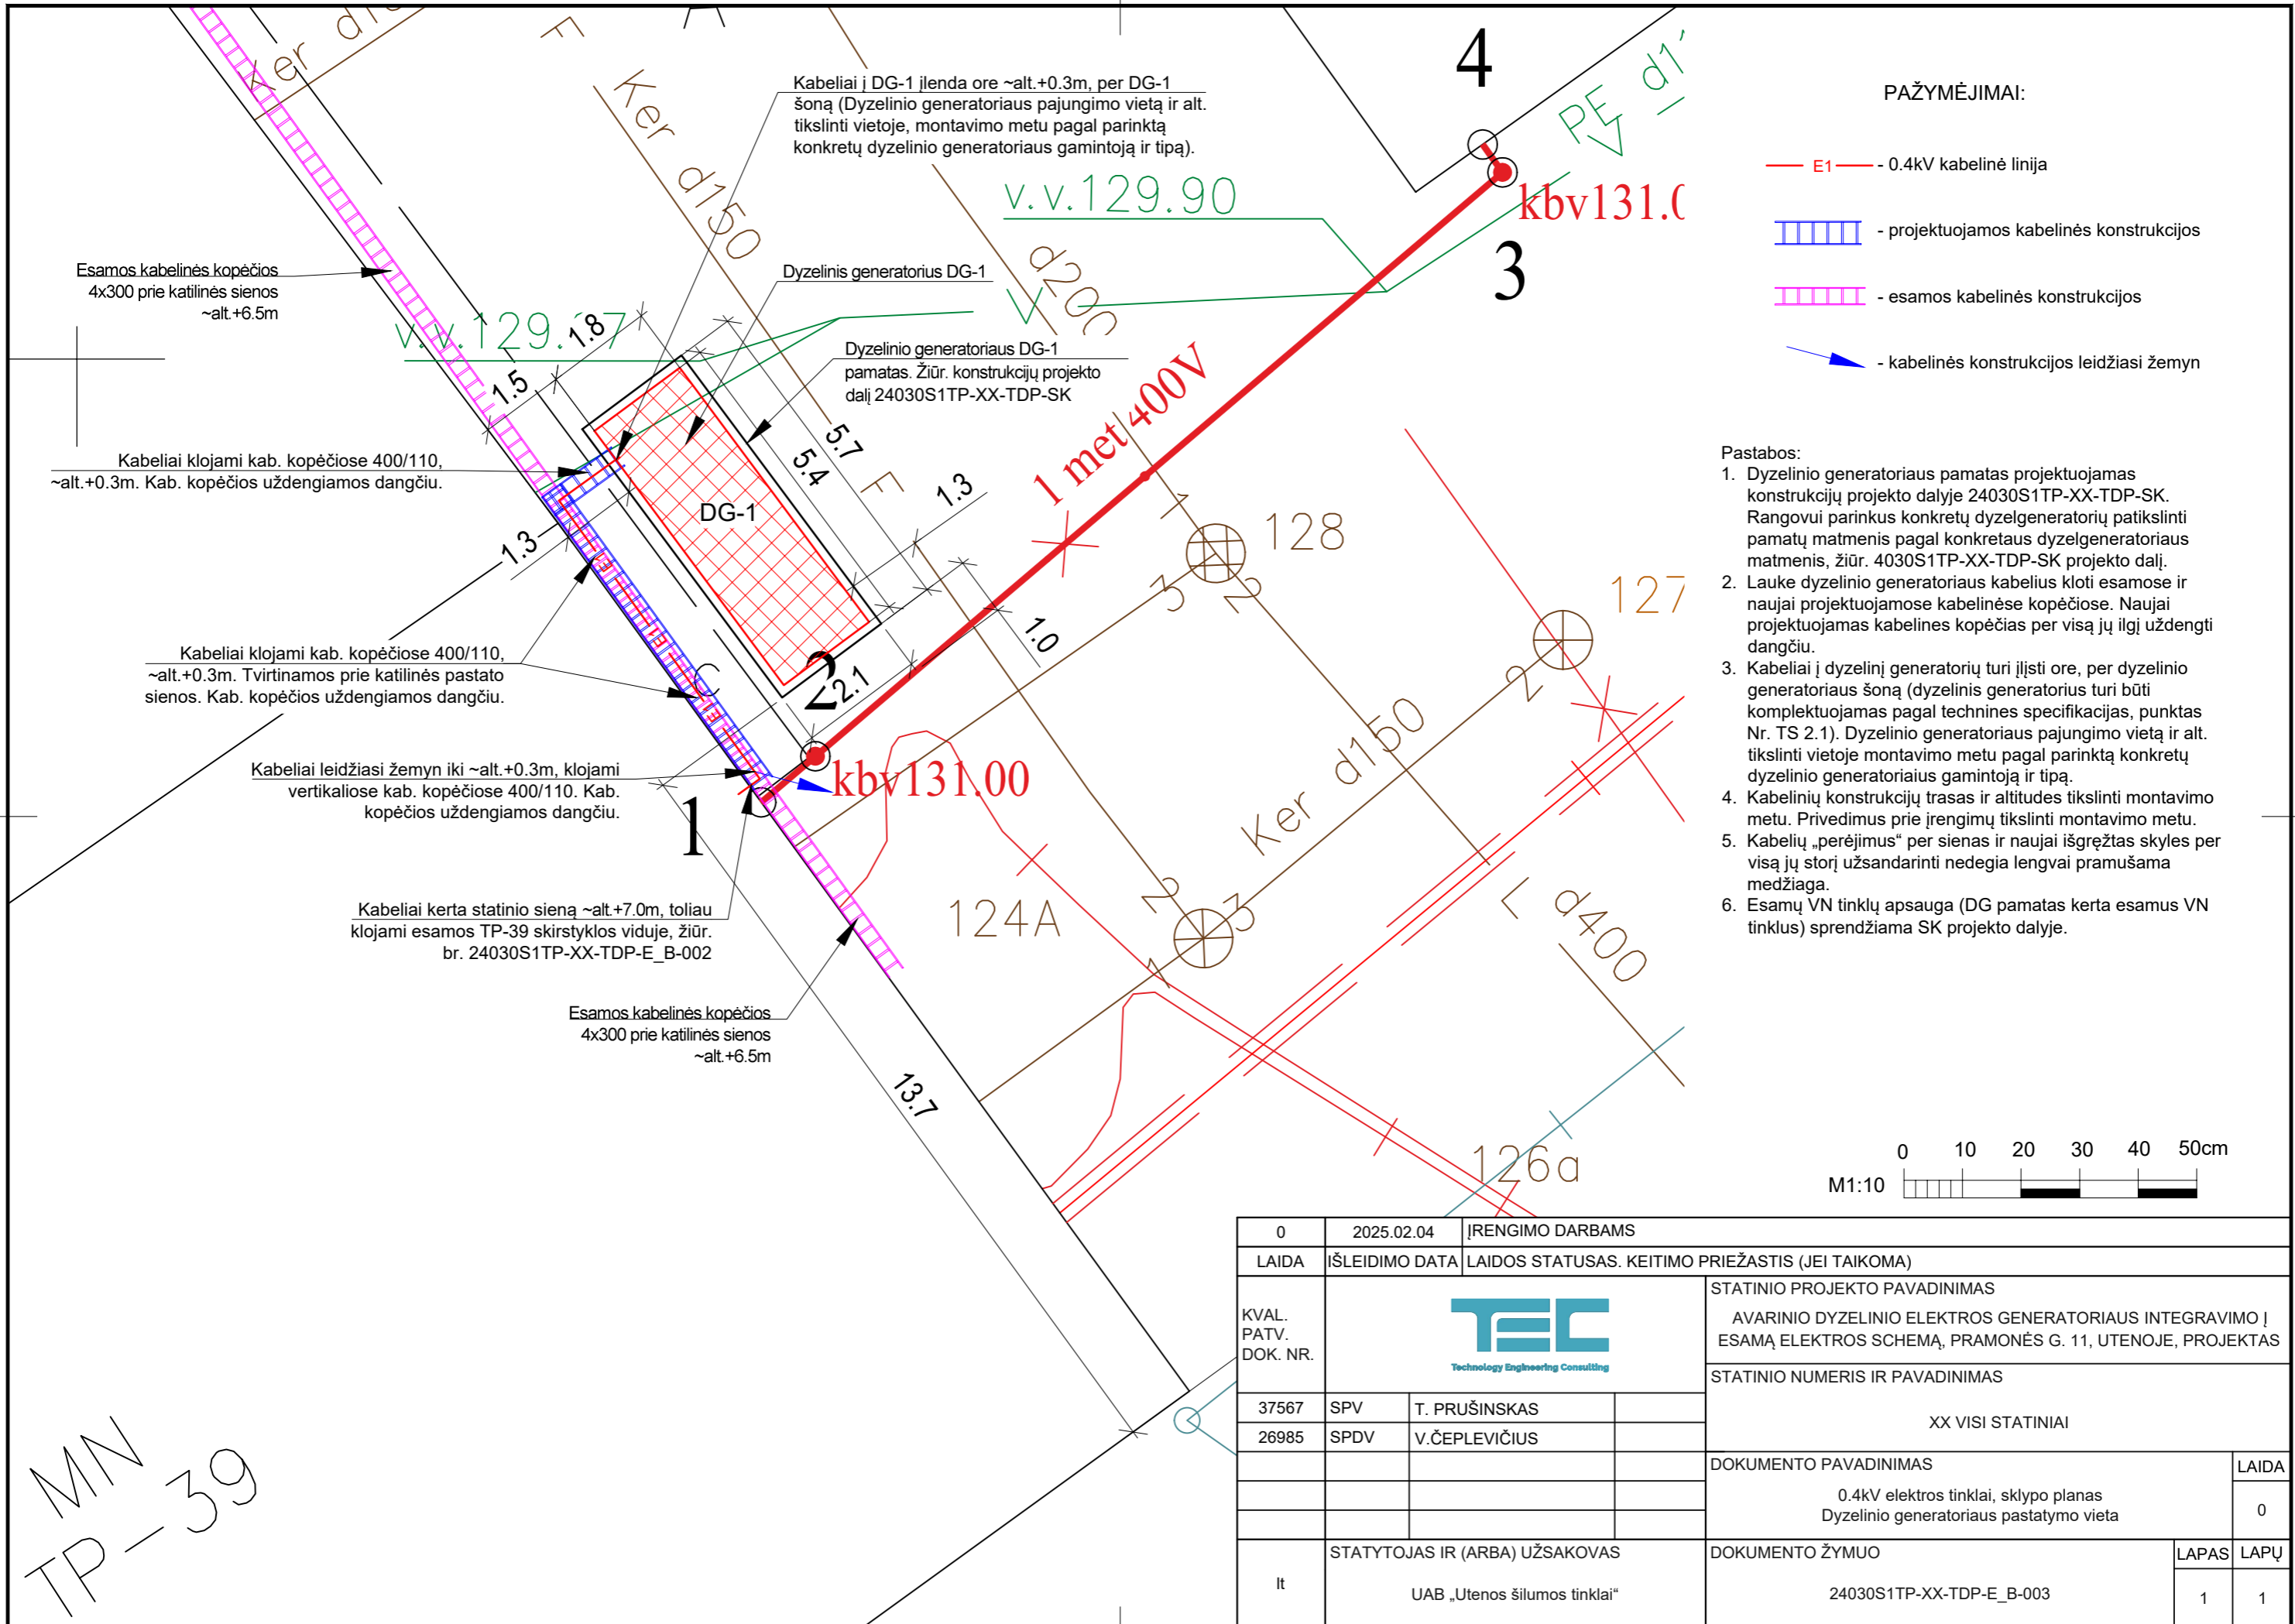 Kabeliai į DG-1 įlenda ore ~alt.+0.3m, per DG-1
šoną (Dyzelinio generatoriaus pajungimo vietą ir alt.
tikslinti vietoje, montavimo metu pagal parinktą
konkretų dyzelinio generatoriaus gamintoją ir tipą).
F
Ker d150
v.v.129.90
d200
4
3
kbv131.0
PE
V
Esamos kabelinės kopėčios
4x300 prie katilinės sienos
~alt.+6.5m
Dyzelinis generatorius DG-1
V
Dyzelinio generatoriaus DG-1
pamatas. Žiūr. konstrukcijų projekto
dalį 24030S1TP-XX-TDP-SK
1.8
1.5
5.7
5.4
F
1.3
1.3
1.0
2.1
13.7
1 met 400V
DG-1
Kabeliai klojami kab. kopėčiose 400/110,
~alt.+0.3m. Kab. kopėčios uždengiamos dangčiu.
Kabeliai klojami kab. kopėčiose 400/110,
~alt.+0.3m. Tvirtinamos prie katilinės pastato
sienos. Kab. kopėčios uždengiamos dangčiu.
E1
E1
2
Kabeliai leidžiasi žemyn iki ~alt.+0.3m, klojami
vertikaliose kab. kopėčiose 400/110. Kab.
kopėčios uždengiamos dangčiu.
kbv131.00
1
Kabeliai kerta statinio sieną ~alt.+7.0m, toliau
klojami esamos TP-39 skirstyklos viduje, žiūr.
br. 24030S1TP-XX-TDP-E_B-002
Esamos kabelinės kopėčios
4x300 prie katilinės sienos
~alt.+6.5m
1
128
3
2
127
2
Ker d150
124A
2
3
1
L d400
126a
MN
TP-39
PAŽYMĖJIMAI:
E1 - 0.4kV kabelinė linija
- projektuojamos kabelinės konstrukcijos
- esamos kabelinės konstrukcijos
- kabelinės konstrukcijos leidžiasi žemyn
Pastabos:
1. Dyzelinio generatoriaus pamatas projektuojamas
konstrukcijų projekto dalyje 24030S1TP-XX-TDP-SK.
Rangovui parinkus konkretų dyzelgeneratorių patikslinti
pamatų matmenis pagal konkretaus dyzelgeneratoriaus
matmenis, žiūr. 4030S1TP-XX-TDP-SK projekto dalį.
2. Lauke dyzelinio generatoriaus kabelius kloti esamose ir
naujai projektuojamose kabelinėse kopėčiose. Naujai
projektuojamas kabelines kopėčias per visą jų ilgį uždengti
dangčiu.
3. Kabeliai į dyzelinį generatorių turi įlįsti ore, per dyzelinio
generatoriaus šoną (dyzelinis generatorius turi būti
komplektuojamas pagal technines specifikacijas, punktas
Nr. TS 2.1). Dyzelinio generatoriaus pajungimo vietą ir alt.
tikslinti vietoje montavimo metu pagal parinktą konkretų
dyzelinio generatoriaius gamintoją ir tipą.
4. Kabelinių konstrukcijų trasas ir altitudes tikslinti montavimo
metu. Privedimus prie įrengimų tikslinti montavimo metu.
5. Kabelių „perėjimus“ per sienas ir naujai išgręžtas skyles per
visą jų storį užsandarinti nedegia lengvai pramušama
medžiaga.
6. Esamų VN tinklų apsauga (DG pamatas kerta esamus VN
tinklus) sprendžiama SK projekto dalyje.
0 10 20 30 40 50cm
M1:10
0 2025.02.04 ĮRENGIMO DARBAMS
LAIDA IŠLEIDIMO DATA LAIDOS STATUSAS. KEITIMO PRIEŽASTIS (JEI TAIKOMA)
KVAL.
PATV.
DOK. NR.
TEC
Technology Engineering Consulting
STATINIO PROJEKTO PAVADINIMAS
AVARINIO DYZELINIO ELEKTROS GENERATORIAUS INTEGRAVIMO Į
ESAMĄ ELEKTROS SCHEMĄ, PRAMONĖS G. 11, UTENOJE, PROJEKTAS
STATINIO NUMERIS IR PAVADINIMAS
XX VISI STATINIAI
37567 SPV T. PRUŠINSKAS
26985 SPDV V.ČEPLEVIČIUS
DOKUMENTO PAVADINIMAS LAIDA
0.4kV elektros tinklai, sklypo planas
Dyzelinio generatoriaus pastatymo vieta
0
lt
STATYTOJAS IR (ARBA) UŽSAKOVAS
UAB „Utenos šilumos tinklai“
DOKUMENTO ŽYMUO LAPAS LAPŲ
24030S1TP-XX-TDP-E_B-003 1 1